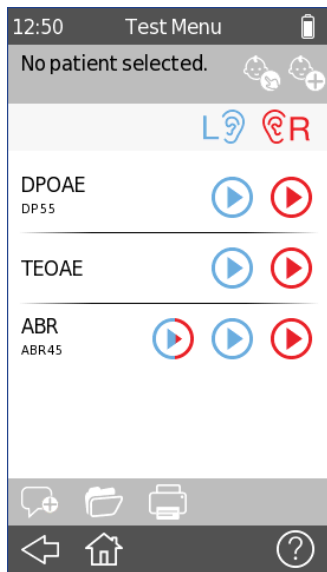 12:50 Test Menu
No patient selected.
L R
DPOAE
DP55
TEOAE
ABR
ABR45
?